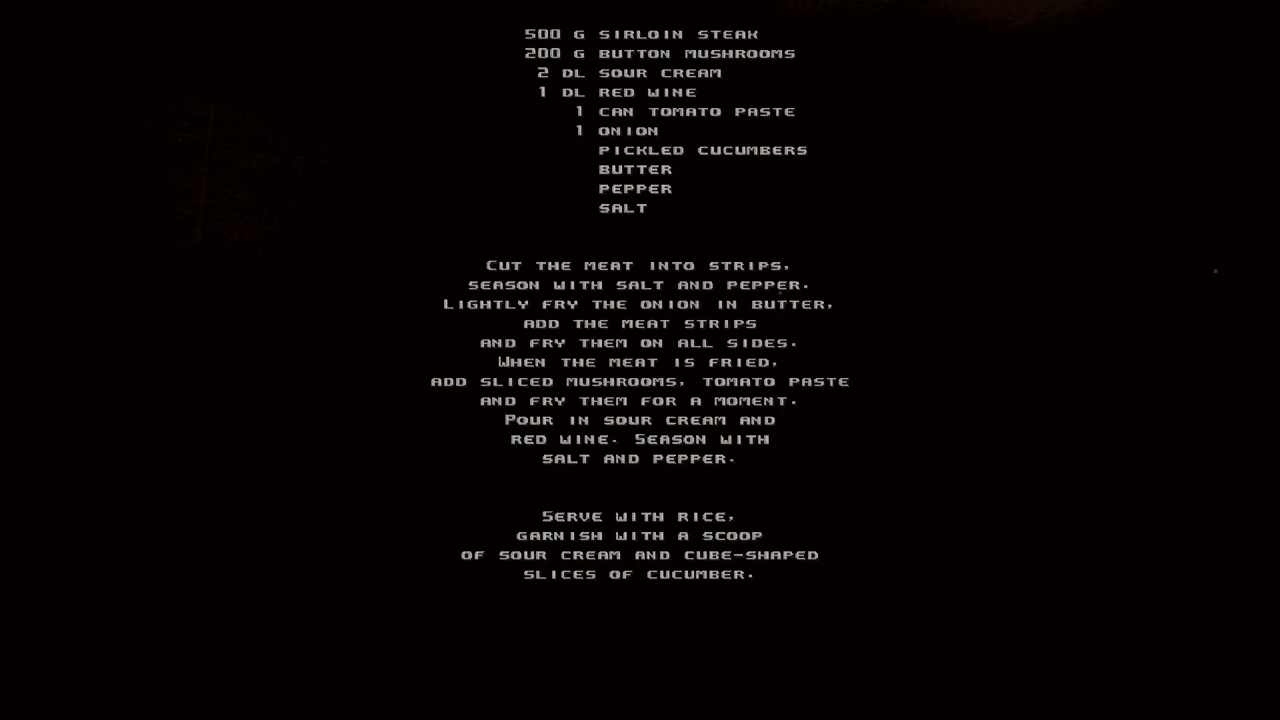 500 G SIRLOIN STEAK
200 G BUTTON MUSHROOMS
2 DL SOUR CREAM
1 DL RED WINE
1 CAN TOMATO PASTE
1 ONION
PICKLED CUCUMBERS
BUTTER
PEPPER
SALT
CUT THE MEAT INTO STRIPS,
SEASON WITH SALT AND PEPPER.
LIGHTLY FRY THE ONION IN BUTTER,
ADD THE MEAT STRIPS
AND FRY THEM ON ALL SIDES.
WHEN THE MEAT IS FRIED,
ADD SLICED MUSHROOMS, TOMATO PASTE
AND FRY THEM FOR A MOMENT.
POUR IN SOUR CREAM AND
RED WINE. SEASON WITH
SALT AND PEPPER.
SERVE WITH RICE,
GARNISH WITH A SCOOP
OF SOUR CREAM AND CUBE-SHAPED
SLICES OF CUCUMBER.